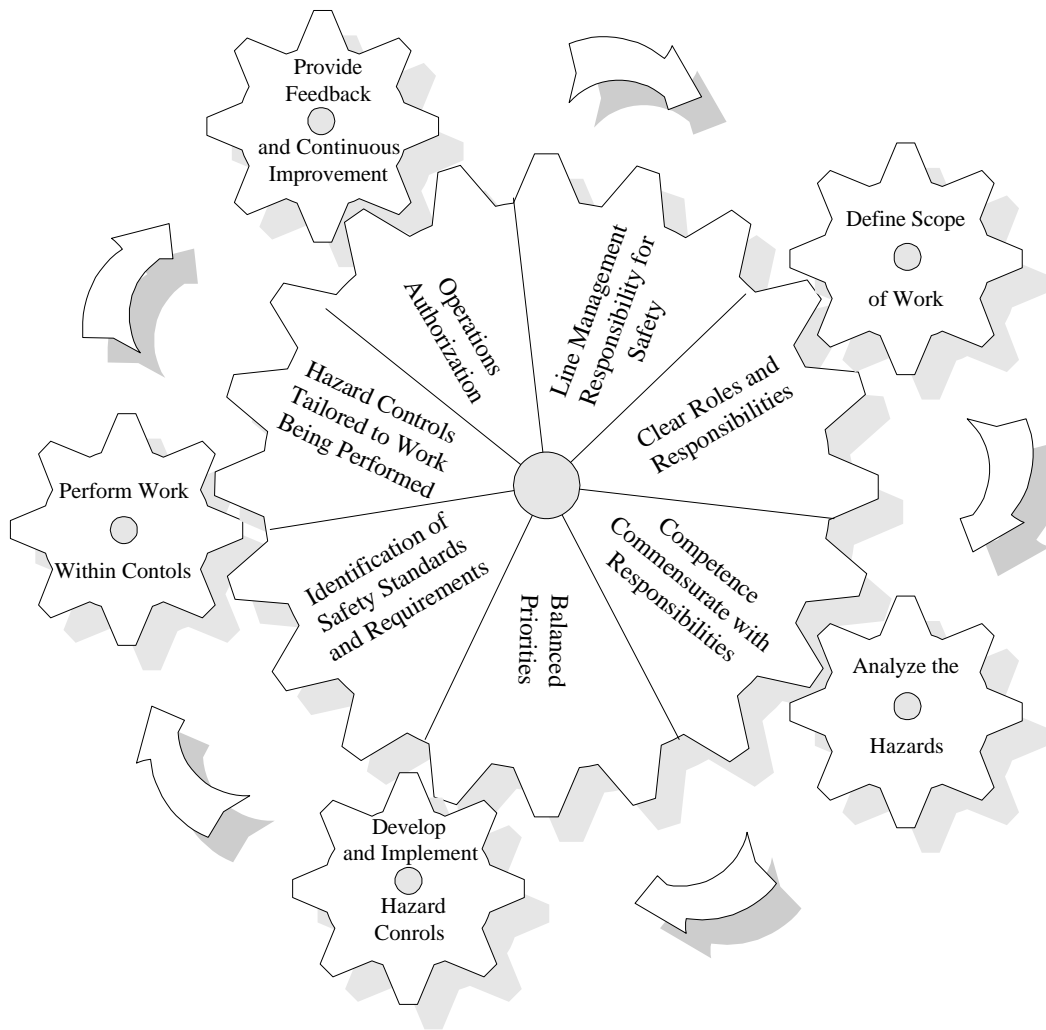 Provide
Feedback
and Continuous
Improvement
Define Scope
of Work
Analyze the
Hazards
Develop
and Implement
Hazard
Conrols
Perform Work
Within Contols
Line Management
Responsibility for
Safety
Clear Roles and
Responsibilities
Competence
Commensurate with
Responsibilities
Balanced
Priorities
Identification of
Safety Standards
and Requirements
Hazard Controls
Tailored to Work
Being Performed
Operations
Authorization